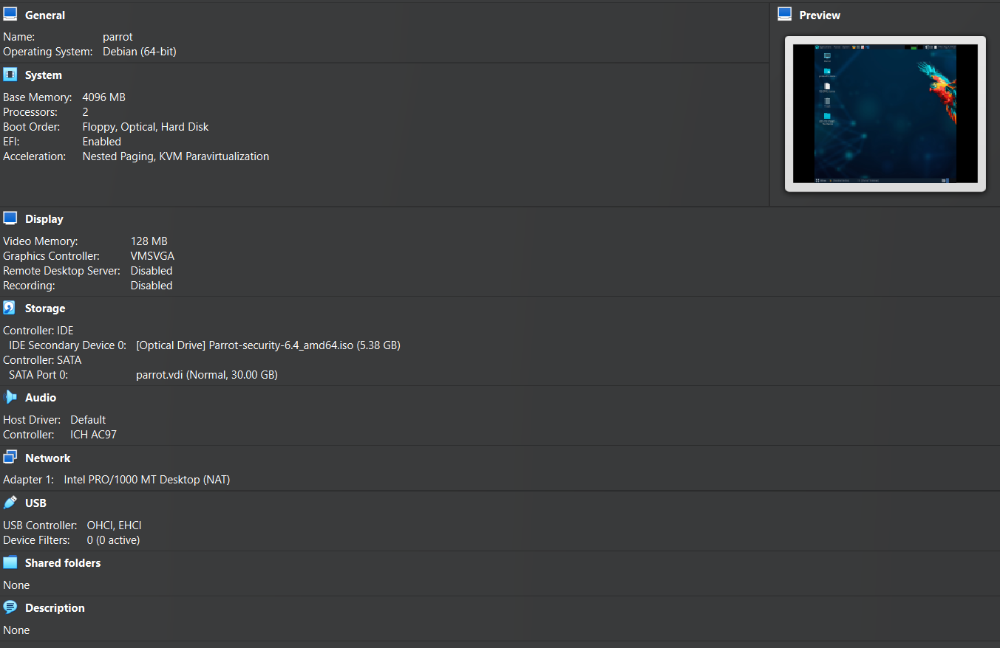 General
Name: parrot
Operating System: Debian (64-bit)
System
Base Memory: 4096 MB
Processors: 2
Boot Order: Floppy, Optical, Hard Disk
EFI: Enabled
Acceleration: Nested Paging, KVM Paravirtualization
Preview
Display
Video Memory: 128 MB
Graphics Controller: VMSVGA
Remote Desktop Server: Disabled
Recording: Disabled
Storage
Controller: IDE
IDE Secondary Device 0: [Optical Drive] Parrot-security-6.4_amd64.iso (5.38 GB)
Controller: SATA
SATA Port 0: parrot.vdi (Normal, 30.00 GB)
Audio
Host Driver: Default
Controller: ICH AC97
Network
Adapter 1: Intel PRO/1000 MT Desktop (NAT)
USB
USB Controller: OHCI, EHCI
Device Filters: 0 (0 active)
Shared folders
None
Description
None